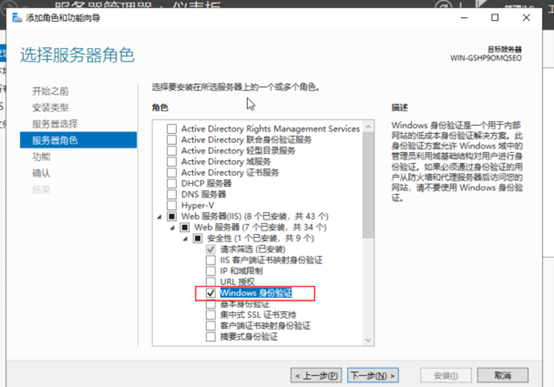 服务器管理器 · 仪表板
添加角色和功能向导
选择服务器角色
目标服务器
WIN-GSHP9OMQ5EO
开始之前
安装类型
服务器选择
服务器角色
功能
确认
结果
选择要安装在所选服务器上的一个或多个角色。
角色
Active Directory Rights Management Services
Active Directory 联合身份验证服务
Active Directory 轻型目录服务
Active Directory 域服务
Active Directory 证书服务
DHCP 服务器
DNS 服务器
Hyper-V
Web 服务器(IIS) (8 个已安装，共 43 个)
Web 服务器 (7 个已安装，共 34 个)
安全性 (1 个已安装，共 9 个)
请求筛选 (已安装)
IIS 客户端证书映射身份验证
IP 和域限制
URL 授权
Windows 身份验证
基本身份验证
集中式 SSL 证书支持
客户端证书映射身份验证
摘要式身份验证
描述
Windows 身份验证是一个用于内部
网站的低成本身份验证解决方案。此
身份验证方案允许 Windows 域中的
管理员利用域基础结构对用户进行身
份验证。如果必须通过身份验证的用
户从防火墙和代理服务器后访问您的
网站，请不要使用 Windows 身份验
证。
< 上一步(P)
下一步(N) >
安装(I)
取消